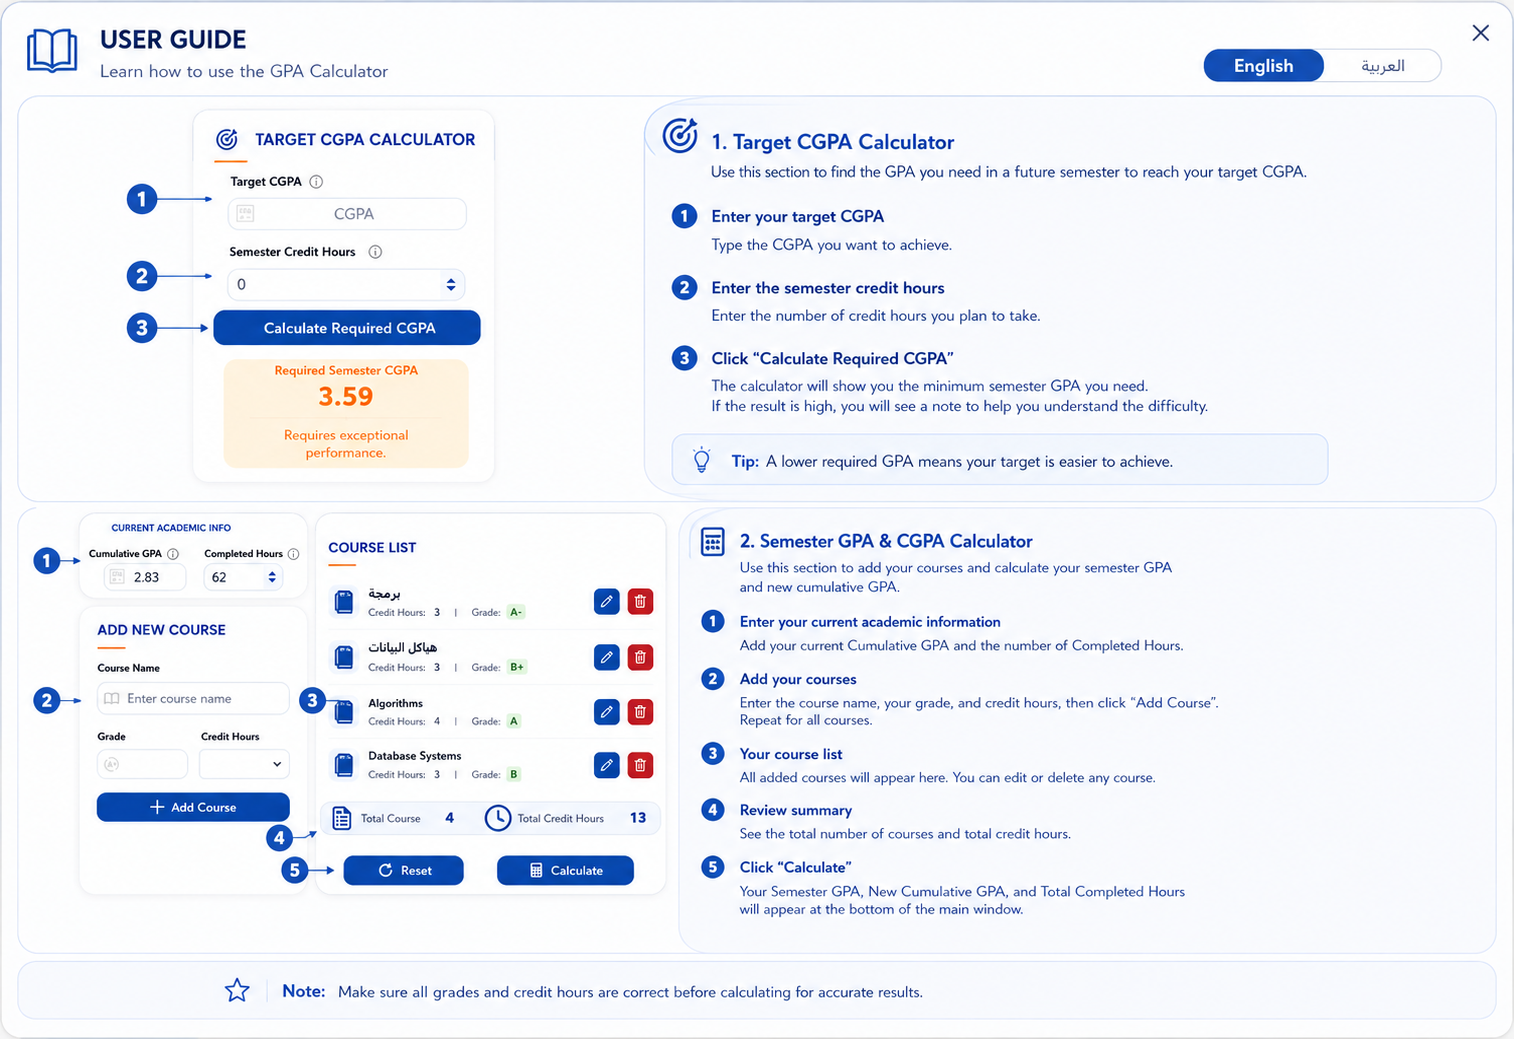 USER GUIDE
Learn how to use the GPA Calculator
English
العربية
TARGET CGPA CALCULATOR
1
Target CGPA
CGPA
2
Semester Credit Hours
0
3
Calculate Required CGPA
Required Semester CGPA
3.59
Requires exceptional
performance.
1. Target CGPA Calculator
Use this section to find the GPA you need in a future semester to reach your target CGPA.
1 Enter your target CGPA
Type the CGPA you want to achieve.
2 Enter the semester credit hours
Enter the number of credit hours you plan to take.
3 Click “Calculate Required CGPA”
The calculator will show you the minimum semester GPA you need.
If the result is high, you will see a note to help you understand the difficulty.
Tip: A lower required GPA means your target is easier to achieve.
CURRENT ACADEMIC INFO
1
Cumulative GPA Completed Hours
2.83 62
ADD NEW COURSE
Course Name
2
Enter course name
Grade Credit Hours
A+
Add Course
COURSE LIST
برمجة
Credit Hours: 3 | Grade: A-
هياكل البيانات
Credit Hours: 3 | Grade: B+
3
Algorithms
Credit Hours: 4 | Grade: A
Database Systems
Credit Hours: 3 | Grade: B
4
Total Course 4 Total Credit Hours 13
5
Reset Calculate
2. Semester GPA & CGPA Calculator
Use this section to add your courses and calculate your semester GPA
and new cumulative GPA.
1 Enter your current academic information
Add your current Cumulative GPA and the number of Completed Hours.
2 Add your courses
Enter the course name, your grade, and credit hours, then click “Add Course”.
Repeat for all courses.
3 Your course list
All added courses will appear here. You can edit or delete any course.
4 Review summary
See the total number of courses and total credit hours.
5 Click “Calculate”
Your Semester GPA, New Cumulative GPA, and Total Completed Hours
will appear at the bottom of the main window.
Note: Make sure all grades and credit hours are correct before calculating for accurate results.